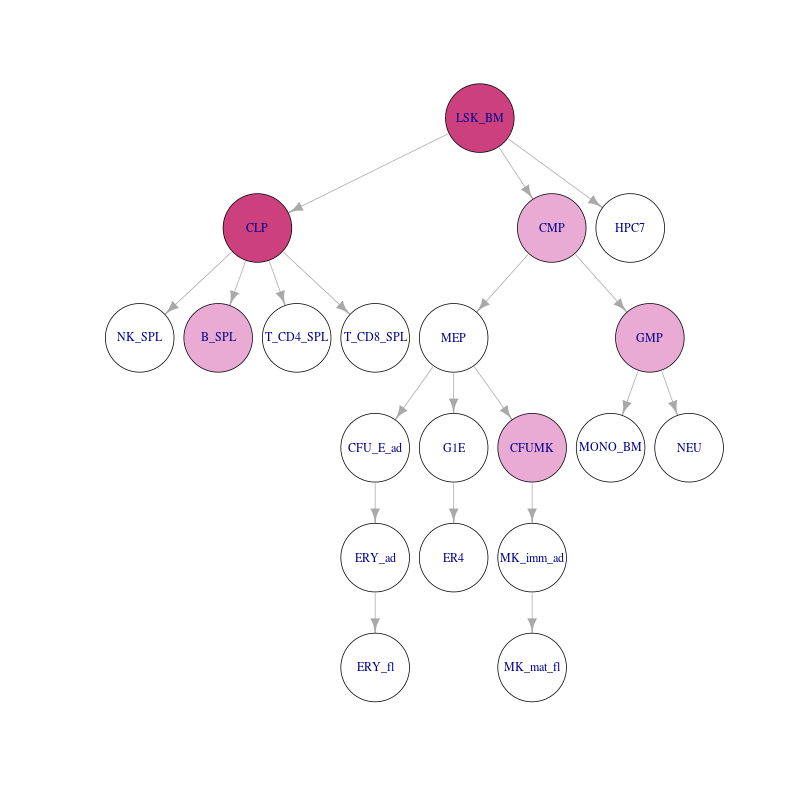 LSK_BM
CLP
CMP
HPC7
NK_SPL
B_SPL
T_CD4_SPL
T_CD8_SPL
MEP
GMP
CFU_E_ad
G1E
CFUMK
MONO_BM
NEU
ERY_ad
ER4
MK_imm_ad
ERY_fl
MK_mat_fl